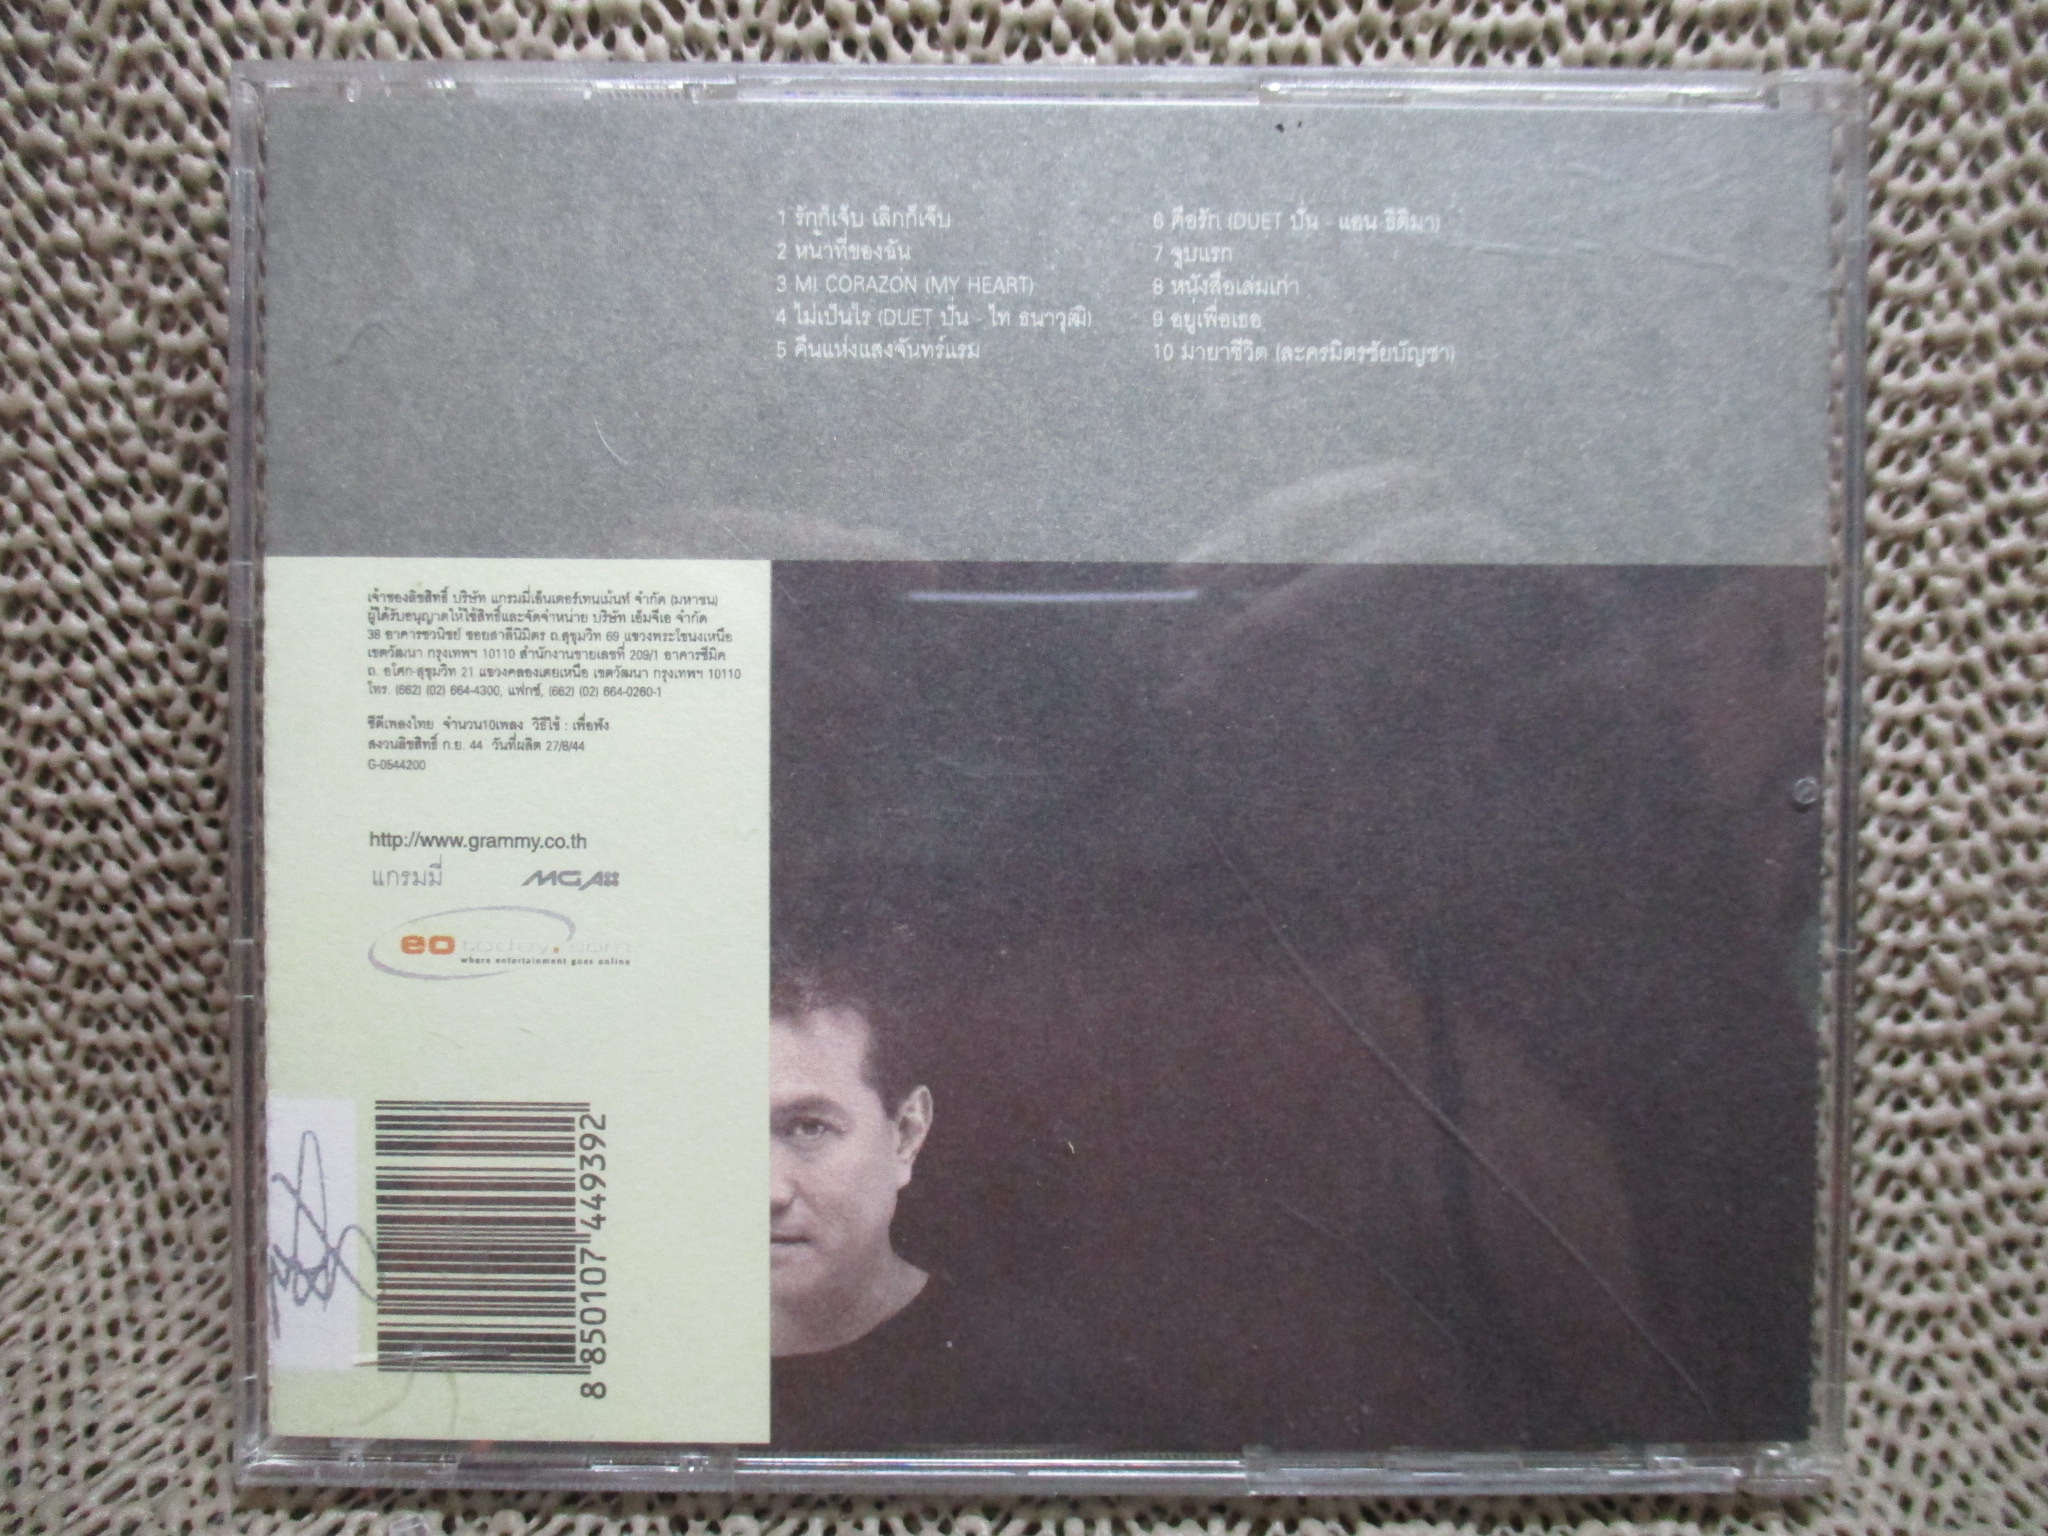 1 รักก็เจ็บ เลิกก็เจ็บ
2 หน้าที่ของฉัน
3 MI CORAZON (MY HEART)
4 ไม่เป็นไร (DUET ปั่น - ไท ธนาวุฒิ)
5 คืนแห่งแสงจันทร์แรม
6 คือรัก (DUET ปั่น - แอน ธิติมา)
7 จูบแรก
8 หนังสือเล่มเก่า
9 อยู่เพื่อเธอ
10 มายาชีวิต (ละครมิตรชัยบัญชา)
เจ้าของลิขสิทธิ์ บริษัท แกรมมี่เอ็นเตอร์เทนเม้นท์ จำกัด (มหาชน)
ผู้ได้รับอนุญาตให้ใช้สิทธิ์และจัดจำหน่าย บริษัท เอ็มจีเอ จำกัด
38 อาคารชวนิชย์ ซอยสาลีนิมิตร ถ.สุขุมวิท 69 แขวงพระโขนงเหนือ
เขตวัฒนา กรุงเทพฯ 10110 สำนักงานขายเลขที่ 209/1 อาคารซีมิค
ถ. อโศก-สุขุมวิท 21 แขวงคลองเตยเหนือ เขตวัฒนา กรุงเทพฯ 10110
โทร. (662) (02) 664-4300, แฟกซ์, (662) (02) 664-0260-1
ซีดีเพลงไทย จำนวน10เพลง วิธีใช้ : เพื่อฟัง
สงวนลิขสิทธิ์ ก.ย. 44 วันที่ผลิต 27/8/44
G-0544200
http://www.grammy.co.th
แกรมมี่ MGA
eotoday.com
where entertainment goes online
8 850107 449392